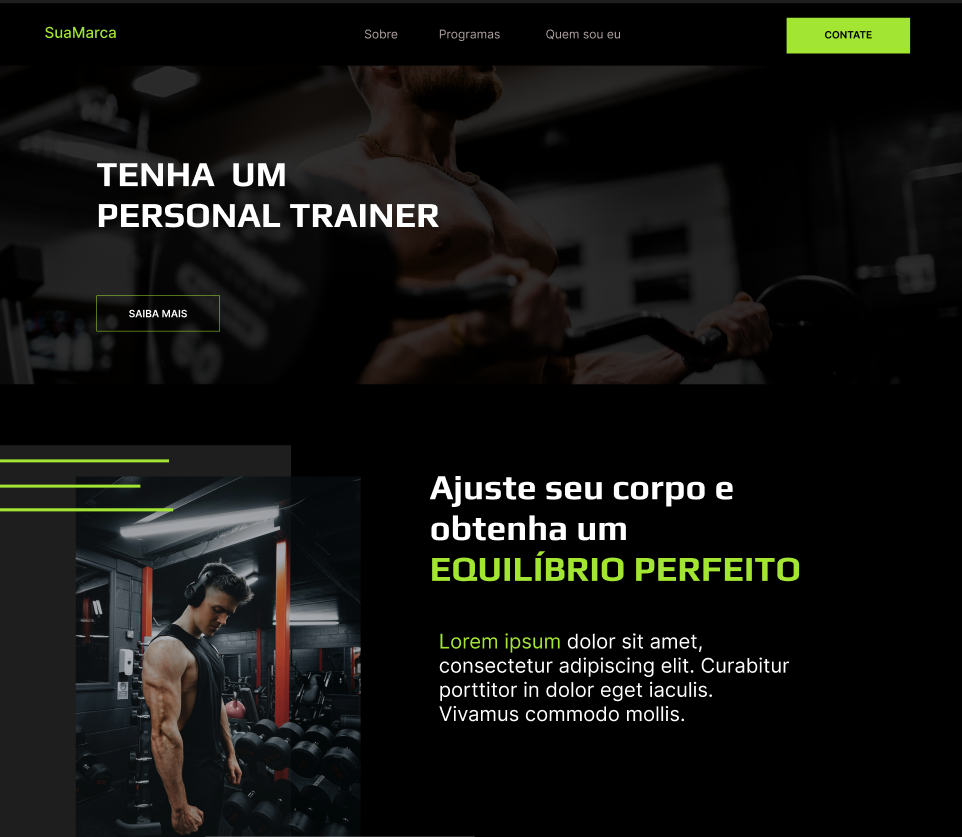 SuaMarca
Sobre
Programas
Quem sou eu
CONTATE
TENHA UM
PERSONAL TRAINER
SAIBA MAIS
Ajuste seu corpo e
obtenha um
EQUILÍBRIO PERFEITO
Lorem ipsum dolor sit amet,
consectetur adipiscing elit. Curabitur
porttitor in dolor eget iaculis.
Vivamus commodo mollis.